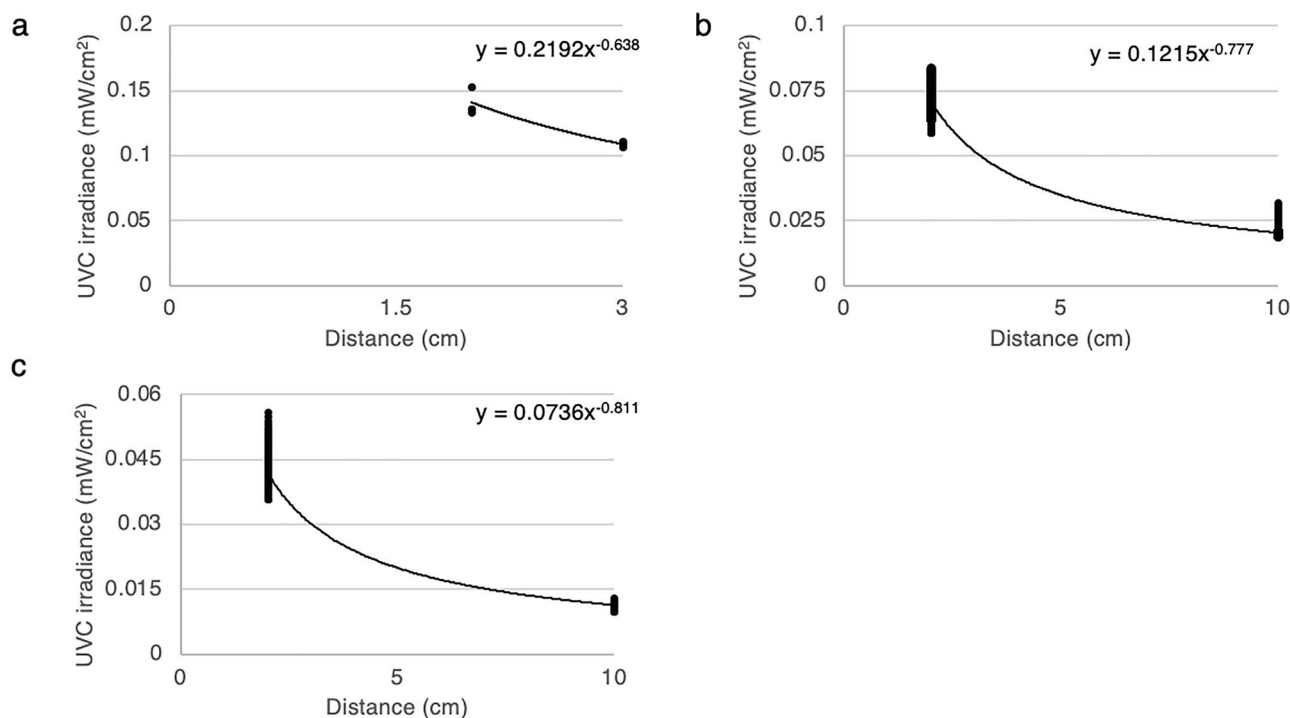 a
UVC irradiance (mW/cm²)
0.2
0.15
0.1
0.05
0
0
1.5
3
Distance (cm)
y = 0.2192x^-0.638
b
UVC irradiance (mW/cm²)
0.1
0.075
0.05
0.025
0
0
5
10
Distance (cm)
y = 0.1215x^-0.777
c
UVC irradiance (mW/cm²)
0.06
0.045
0.03
0.015
0
0
5
10
Distance (cm)
y = 0.0736x^-0.811